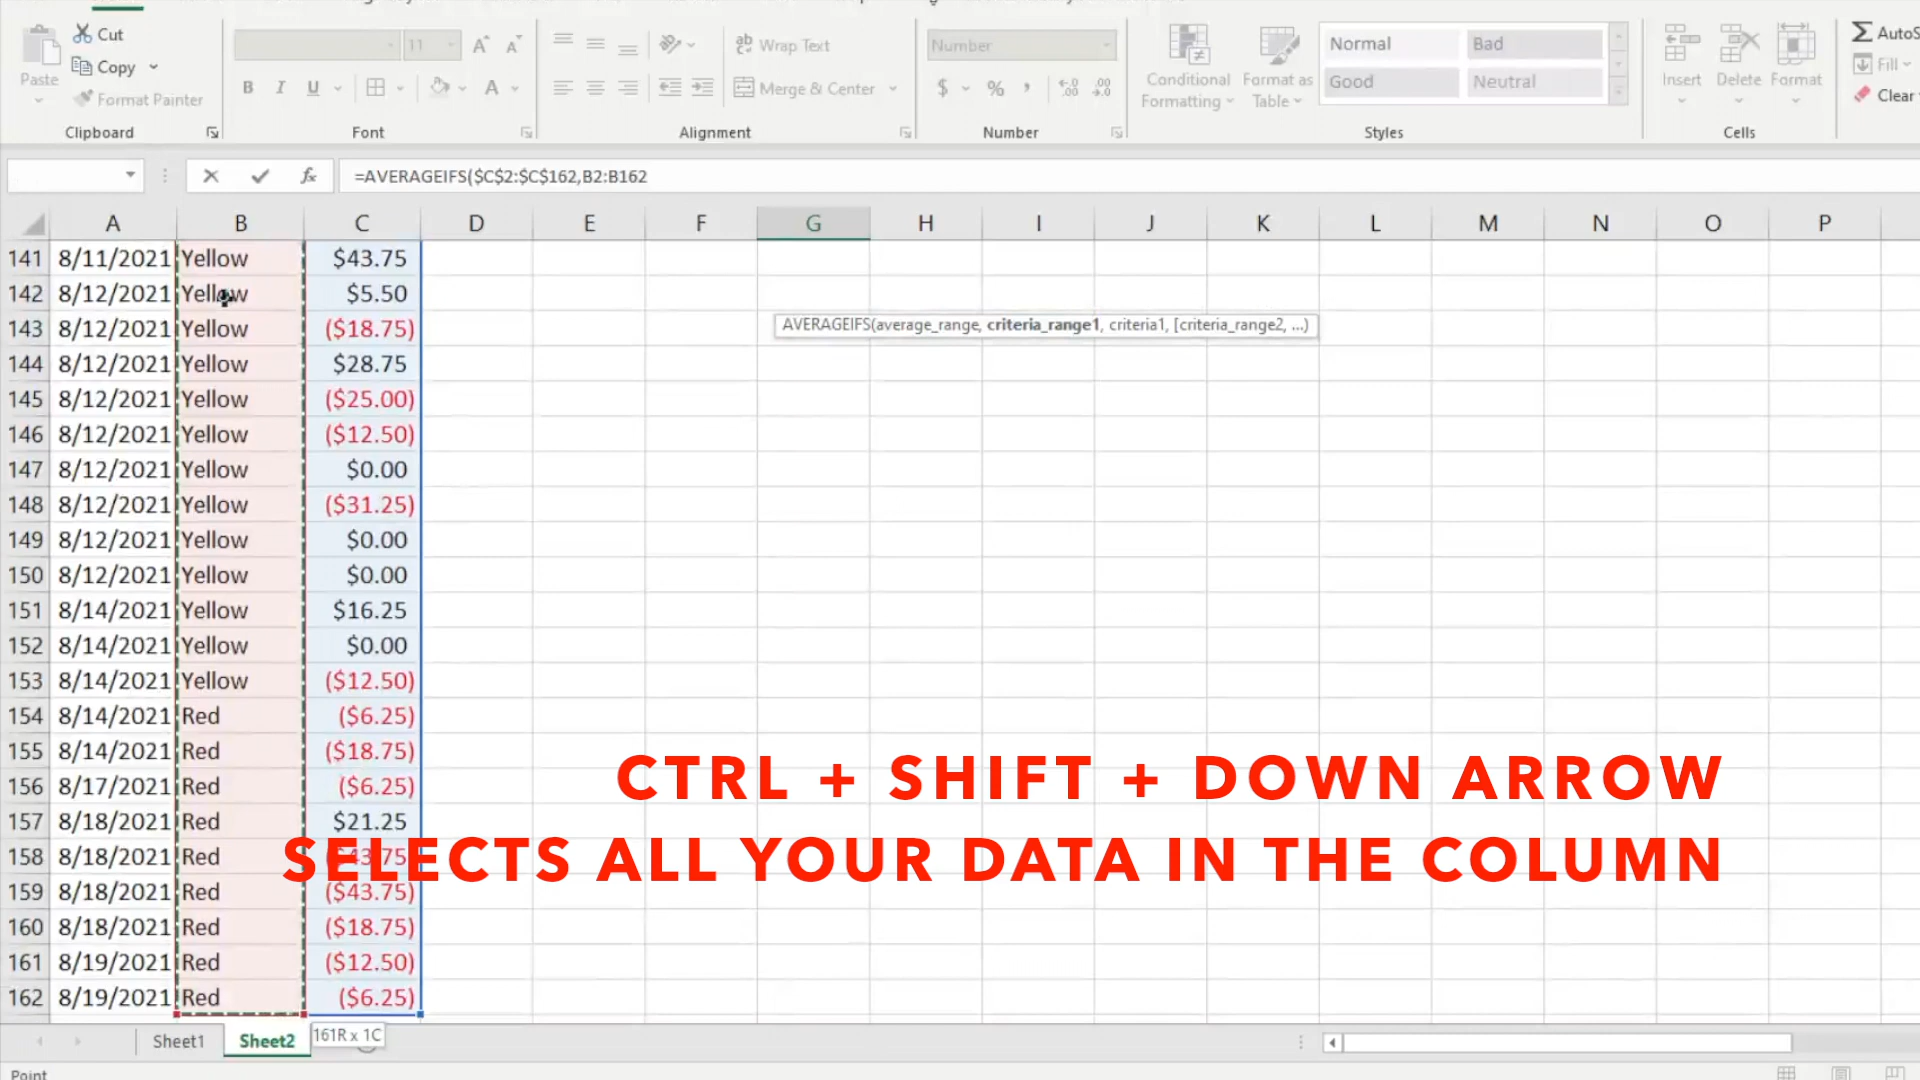 Cut
Copy
Format Painter
Paste
Clipboard
11
B I U
Font
Wrap Text
Merge & Center
Alignment
Number
$ % ,
Number
Conditional Formatting
Format as Table
Normal
Bad
Good
Neutral
Styles
Insert
Delete
Format
Cells
AutoS
Fill
Clear
=AVERAGEIFS($C$2:$C$162,B2:B162
A B C D E F G H I J K L M N O P
141 8/11/2021 Yellow $43.75
142 8/12/2021 Yellow $5.50
143 8/12/2021 Yellow ($18.75)
AVERAGEIFS(average_range, criteria_range1, criteria1, [criteria_range2, ...)
144 8/12/2021 Yellow $28.75
145 8/12/2021 Yellow ($25.00)
146 8/12/2021 Yellow ($12.50)
147 8/12/2021 Yellow $0.00
148 8/12/2021 Yellow ($31.25)
149 8/12/2021 Yellow $0.00
150 8/12/2021 Yellow $0.00
151 8/14/2021 Yellow $16.25
152 8/14/2021 Yellow $0.00
153 8/14/2021 Yellow ($12.50)
154 8/14/2021 Red ($6.25)
155 8/14/2021 Red ($18.75)
156 8/17/2021 Red ($6.25)
157 8/18/2021 Red $21.25
158 8/18/2021 Red
159 8/18/2021 Red ($43.75)
160 8/18/2021 Red ($18.75)
161 8/19/2021 Red ($12.50)
162 8/19/2021 Red ($6.25)
CTRL + SHIFT + DOWN ARROW
SELECTS ALL YOUR DATA IN THE COLUMN
Sheet1
Sheet2
161R x 1C
Point